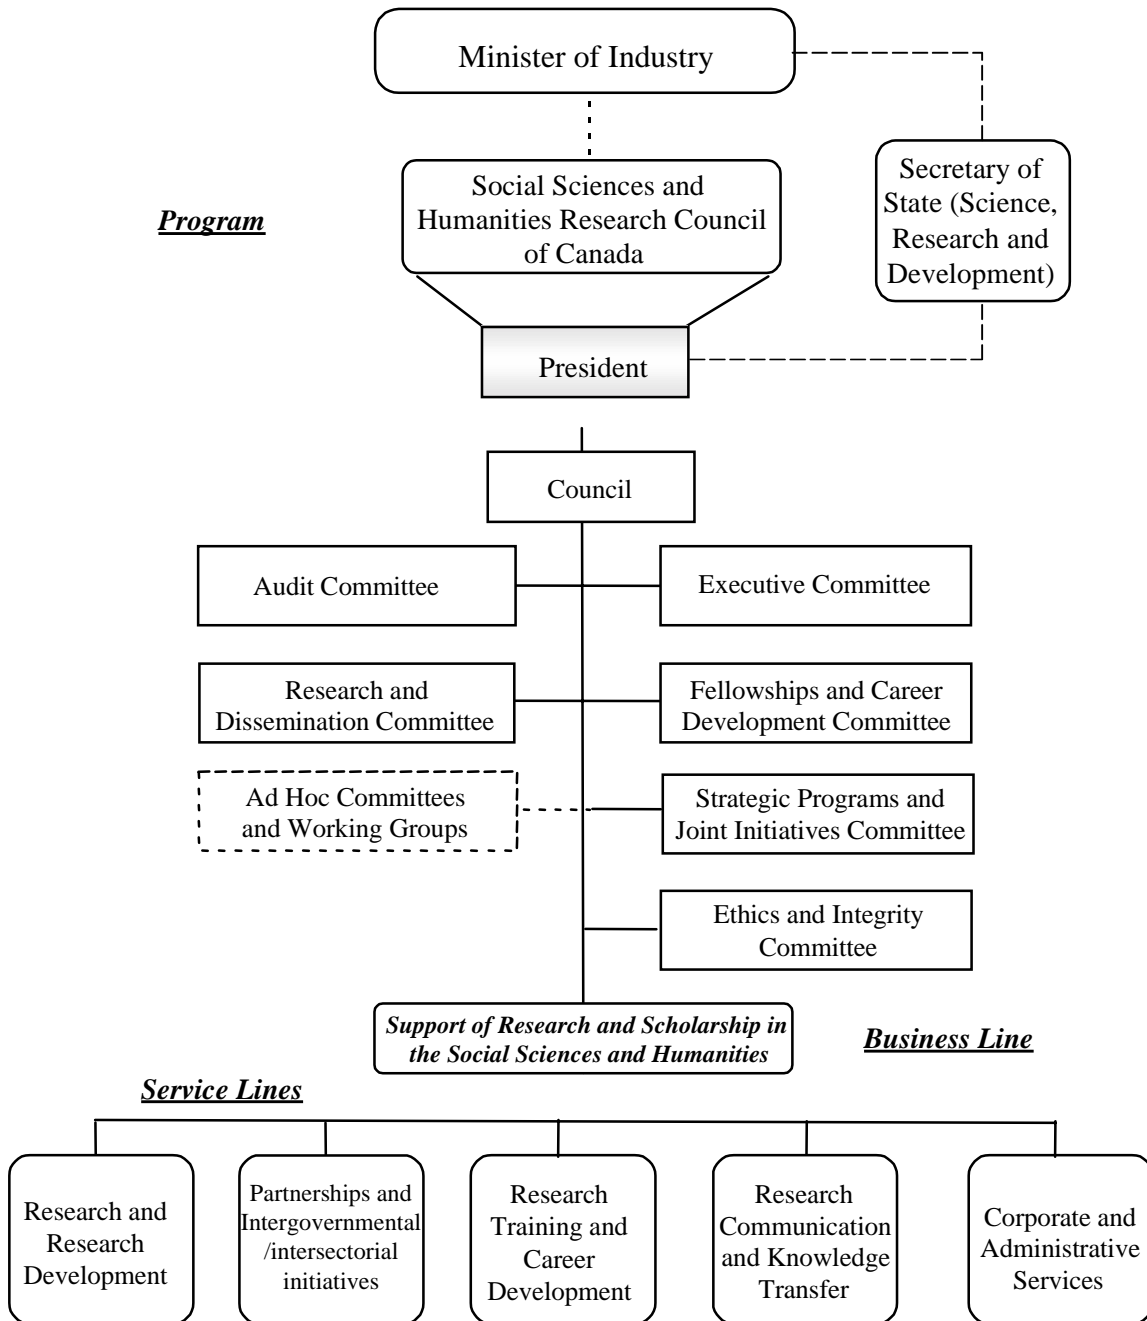 Minister of Industry
Secretary of
State (Science,
Research and
Development)
Social Sciences and
Humanities Research Council
of Canada
Program
President
Council
Audit Committee
Executive Committee
Research and
Dissemination Committee
Fellowships and Career
Development Committee
Ad Hoc Committees
and Working Groups
Strategic Programs and
Joint Initiatives Committee
Ethics and Integrity
Committee
Support of Research and Scholarship in
the Social Sciences and Humanities
Business Line
Service Lines
Research and
Research
Development
Partnerships and
Intergovernmental
/intersectorial
initiatives
Research
Training and
Career
Development
Research
Communication
and Knowledge
Transfer
Corporate and
Administrative
Services